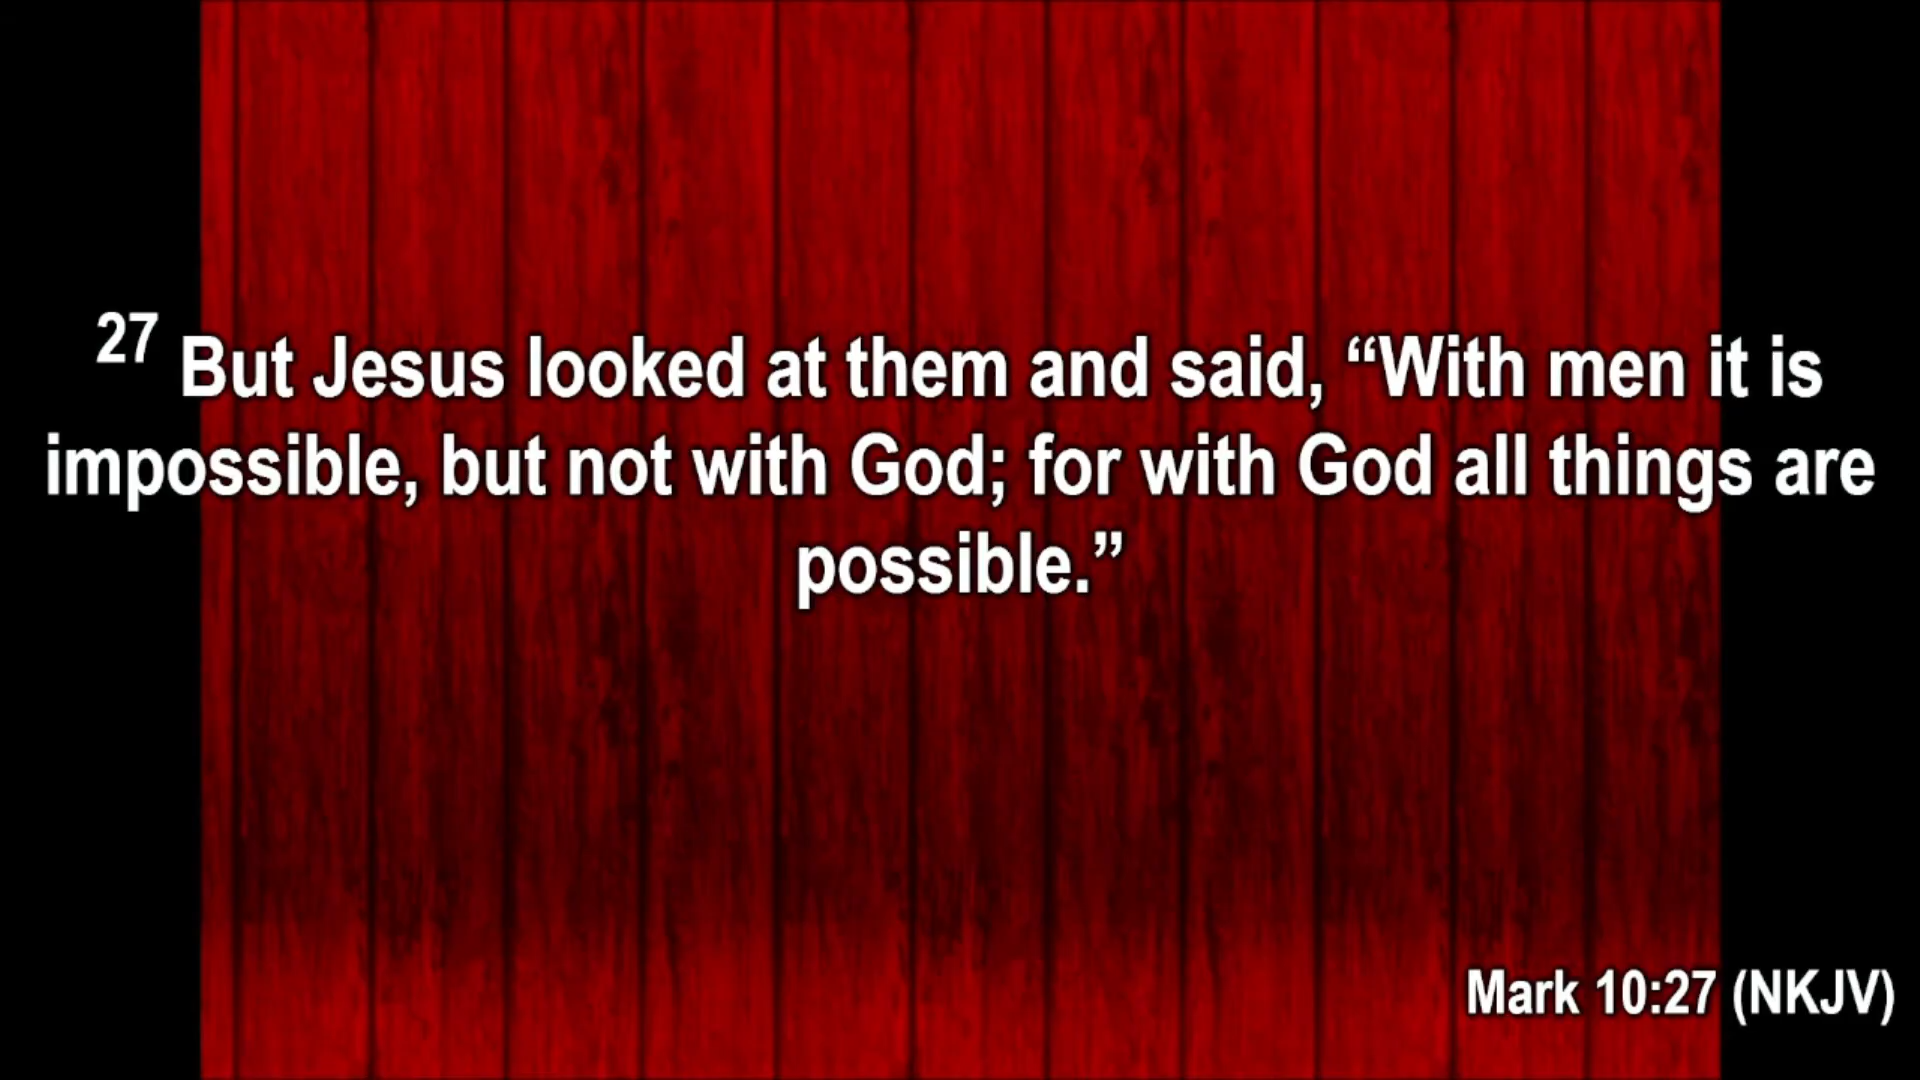 27 But Jesus looked at them and said, “With men it is
impossible, but not with God; for with God all things are
possible.”
Mark 10:27 (NKJV)